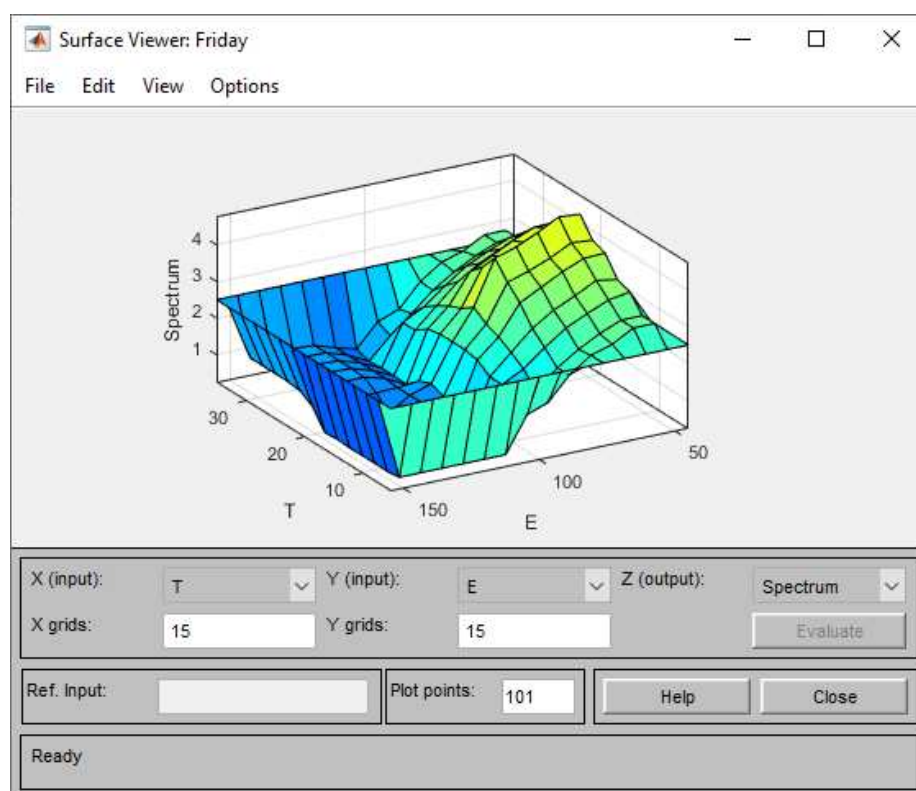 Surface Viewer: Friday
File Edit View Options
4
3
2
1
Spectrum
30
20
10
T
150
100
50
E
X (input): T Y (input): E Z (output): Spectrum
X grids: 15 Y grids: 15 Evaluate
Ref. Input: Plot points: 101 Help Close
Ready